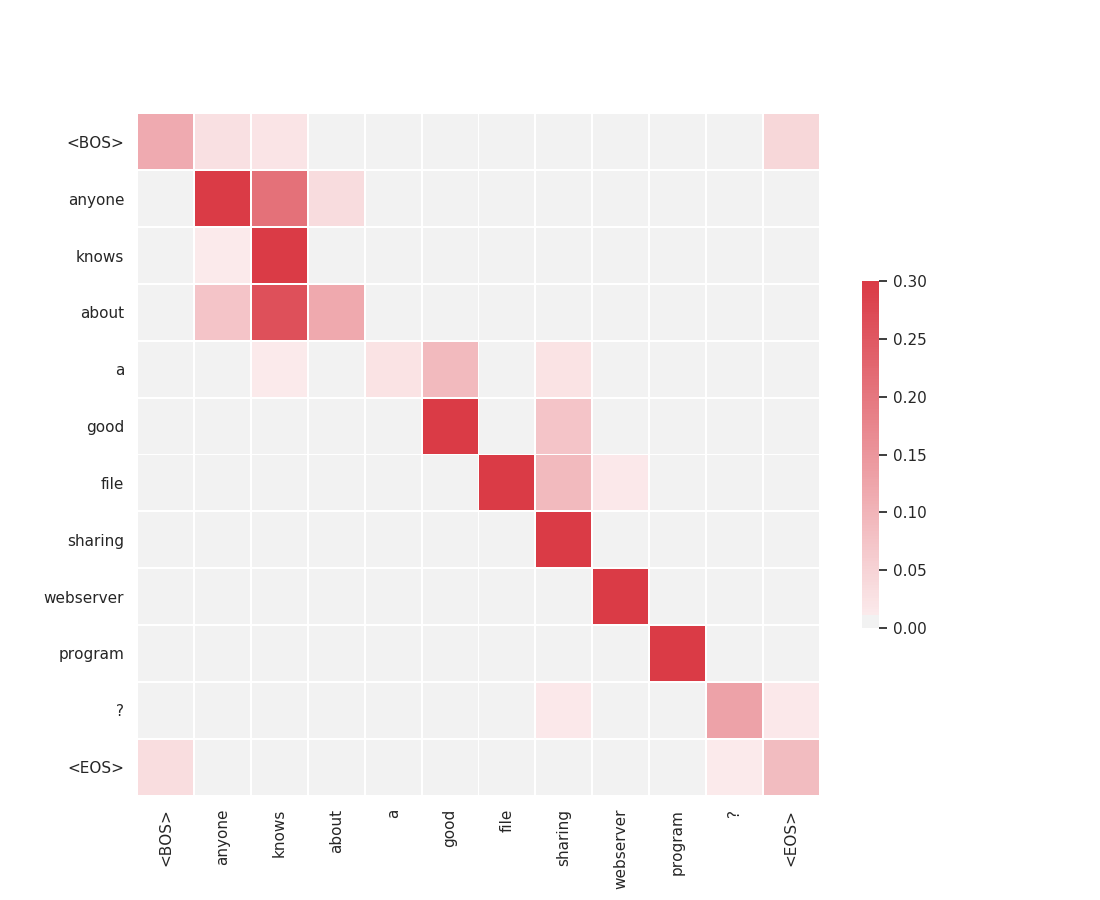 <BOS>
anyone
knows
about
a
good
file
sharing
webserver
program
?
<EOS>
0.30
0.25
0.20
0.15
0.10
0.05
0.00
<BOS>
anyone
knows
about
a
good
file
sharing
webserver
program
?
<EOS>